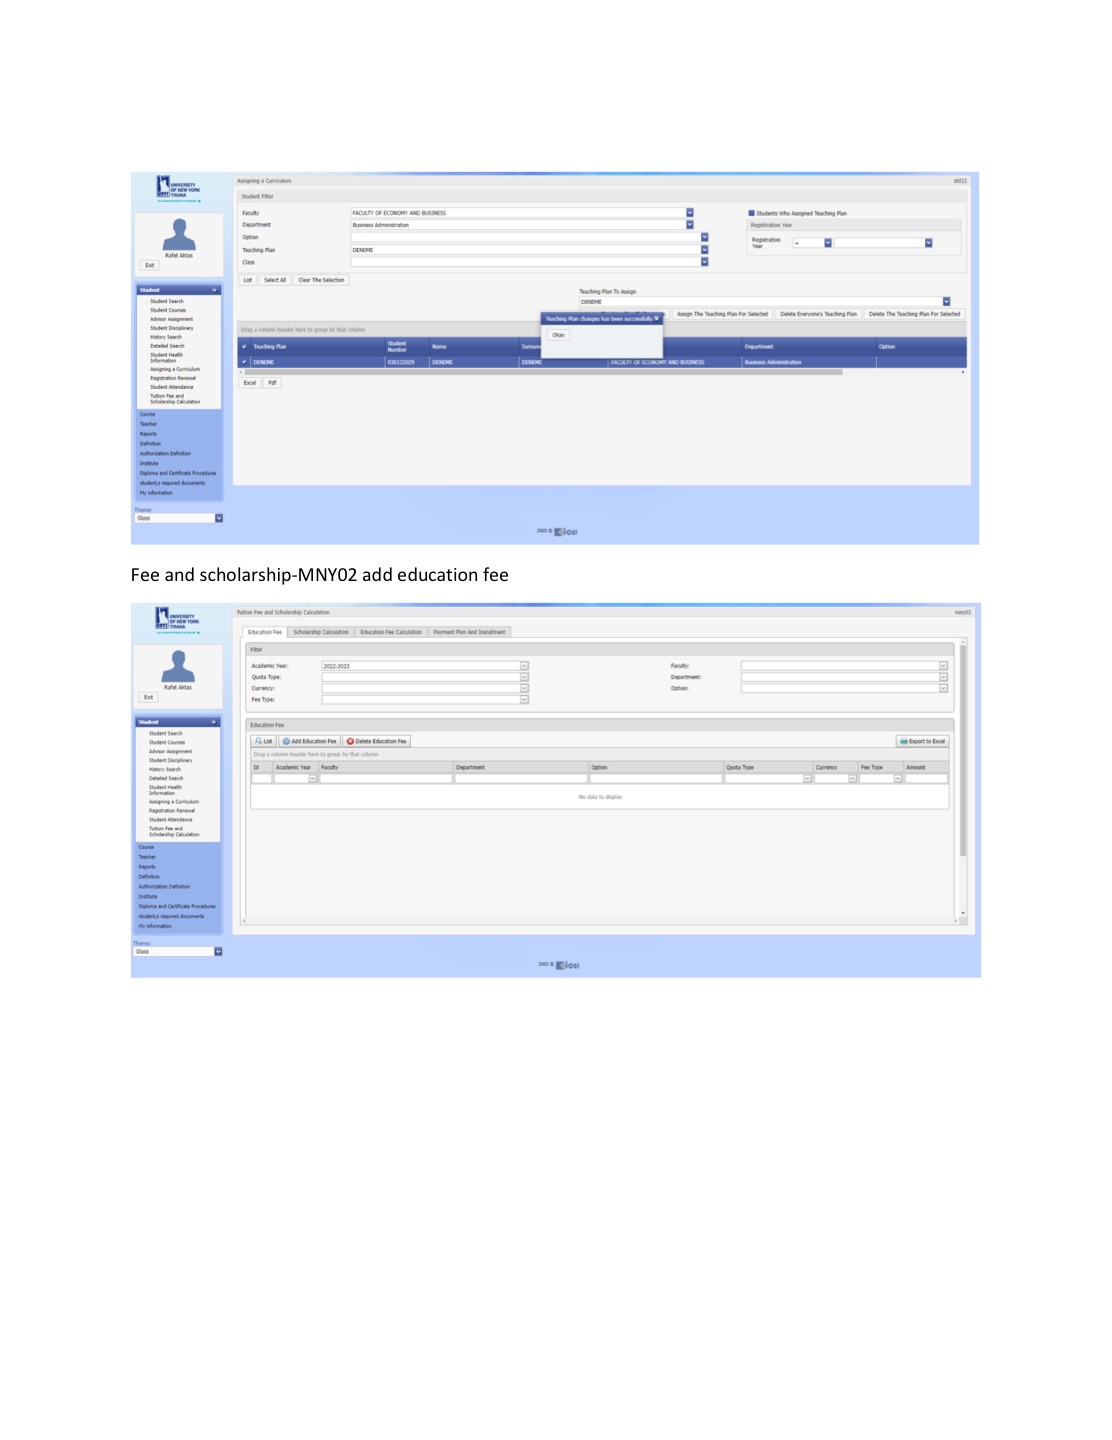 UNIVERSITY
OF NEW YORK
TIRANA
Rafet Aktas
Exit
Student
Student Search
Student Courses
Advisor Assignment
Student Disciplinary
History Search
Detailed Search
Student Health
Information
Assigning a Curriculum
Registration Renewal
Student Attendance
Tuition Fee and
Scholarship Calculation
Course
Teacher
Reports
Definition
Authorization Definition
Institute
Diploma and Certificate Procedures
student,s required documents
My information
Theme:
Glass
Assigning a Curriculum std12
Student Filter
Faculty FACULTY OF ECONOMY AND BUSINESS
Department Business Administration
Option
Teaching Plan DENEME
Class
Students Who Assigned Teaching Plan
Registration Year
Registration
Year =
List Select All Clear The Selection
Teaching Plan To Assign
DENEME
Assign The Teaching Plan For Selected Delete Everyone's Teaching Plan Delete The Teaching Plan For Selected
Teaching Plan changes has been successfully
Okay
Drag a column header here to group by that column
Teaching Plan Student Number Name Surname Department Option
DENEME 030122029 DENEME DENEME FACULTY OF ECONOMY AND BUSINESS Business Administration
Excel Pdf
2003 ©
Fee and scholarship-MNY02 add education fee
UNIVERSITY
OF NEW YORK
TIRANA
Rafet Aktas
Exit
Student
Student Search
Student Courses
Advisor Assignment
Student Disciplinary
History Search
Detailed Search
Student Health
Information
Assigning a Curriculum
Registration Renewal
Student Attendance
Tuition Fee and
Scholarship Calculation
Course
Teacher
Reports
Definition
Authorization Definition
Institute
Diploma and Certificate Procedures
student,s required documents
My information
Theme:
Glass
Tuition Fee and Scholarship Calculation mny02
Education Fee Scholarship Calculation Education Fee Calculation Payment Plan And Installment
Filter
Academic Year: 2022-2023 Faculty:
Quota Type: Department:
Currency: Option:
Fee Type:
Education Fee
List Add Education Fee Delete Education Fee Export to Excel
Drag a column header here to group by that column
Id Academic Year Faculty Department Option Quota Type Currency Fee Type Amount
No data to display
2003 ©